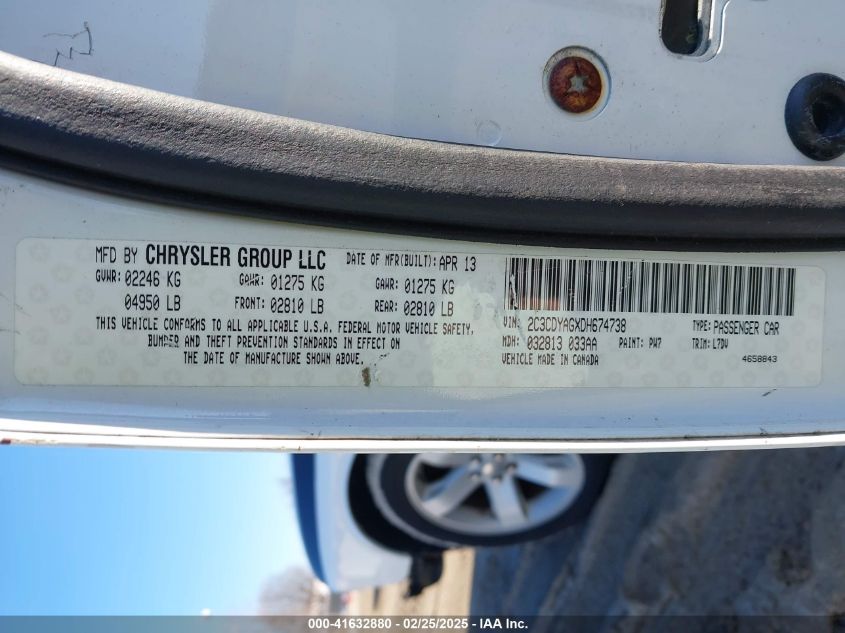 MFD BY CHRYSLER GROUP LLC DATE OF MFR(BUILT): APR 13
GVWR: 02246 KG GAWR: 01275 KG GAWR: 01275 KG
04950 LB FRONT: 02810 LB REAR: 02810 LB
THIS VEHICLE CONFORMS TO ALL APPLICABLE U.S.A. FEDERAL MOTOR VEHICLE SAFETY,
BUMPER AND THEFT PREVENTION STANDARDS IN EFFECT ON
THE DATE OF MANUFACTURE SHOWN ABOVE.
VIN: 2C3CDYAGXDH674738 TYPE: PASSENGER CAR
MDH: 032813 033AA PAINT: PW7 TRIM: L7DV
VEHICLE MADE IN CANADA 4658843
000-41632880 - 02/25/2025 - IAA Inc.